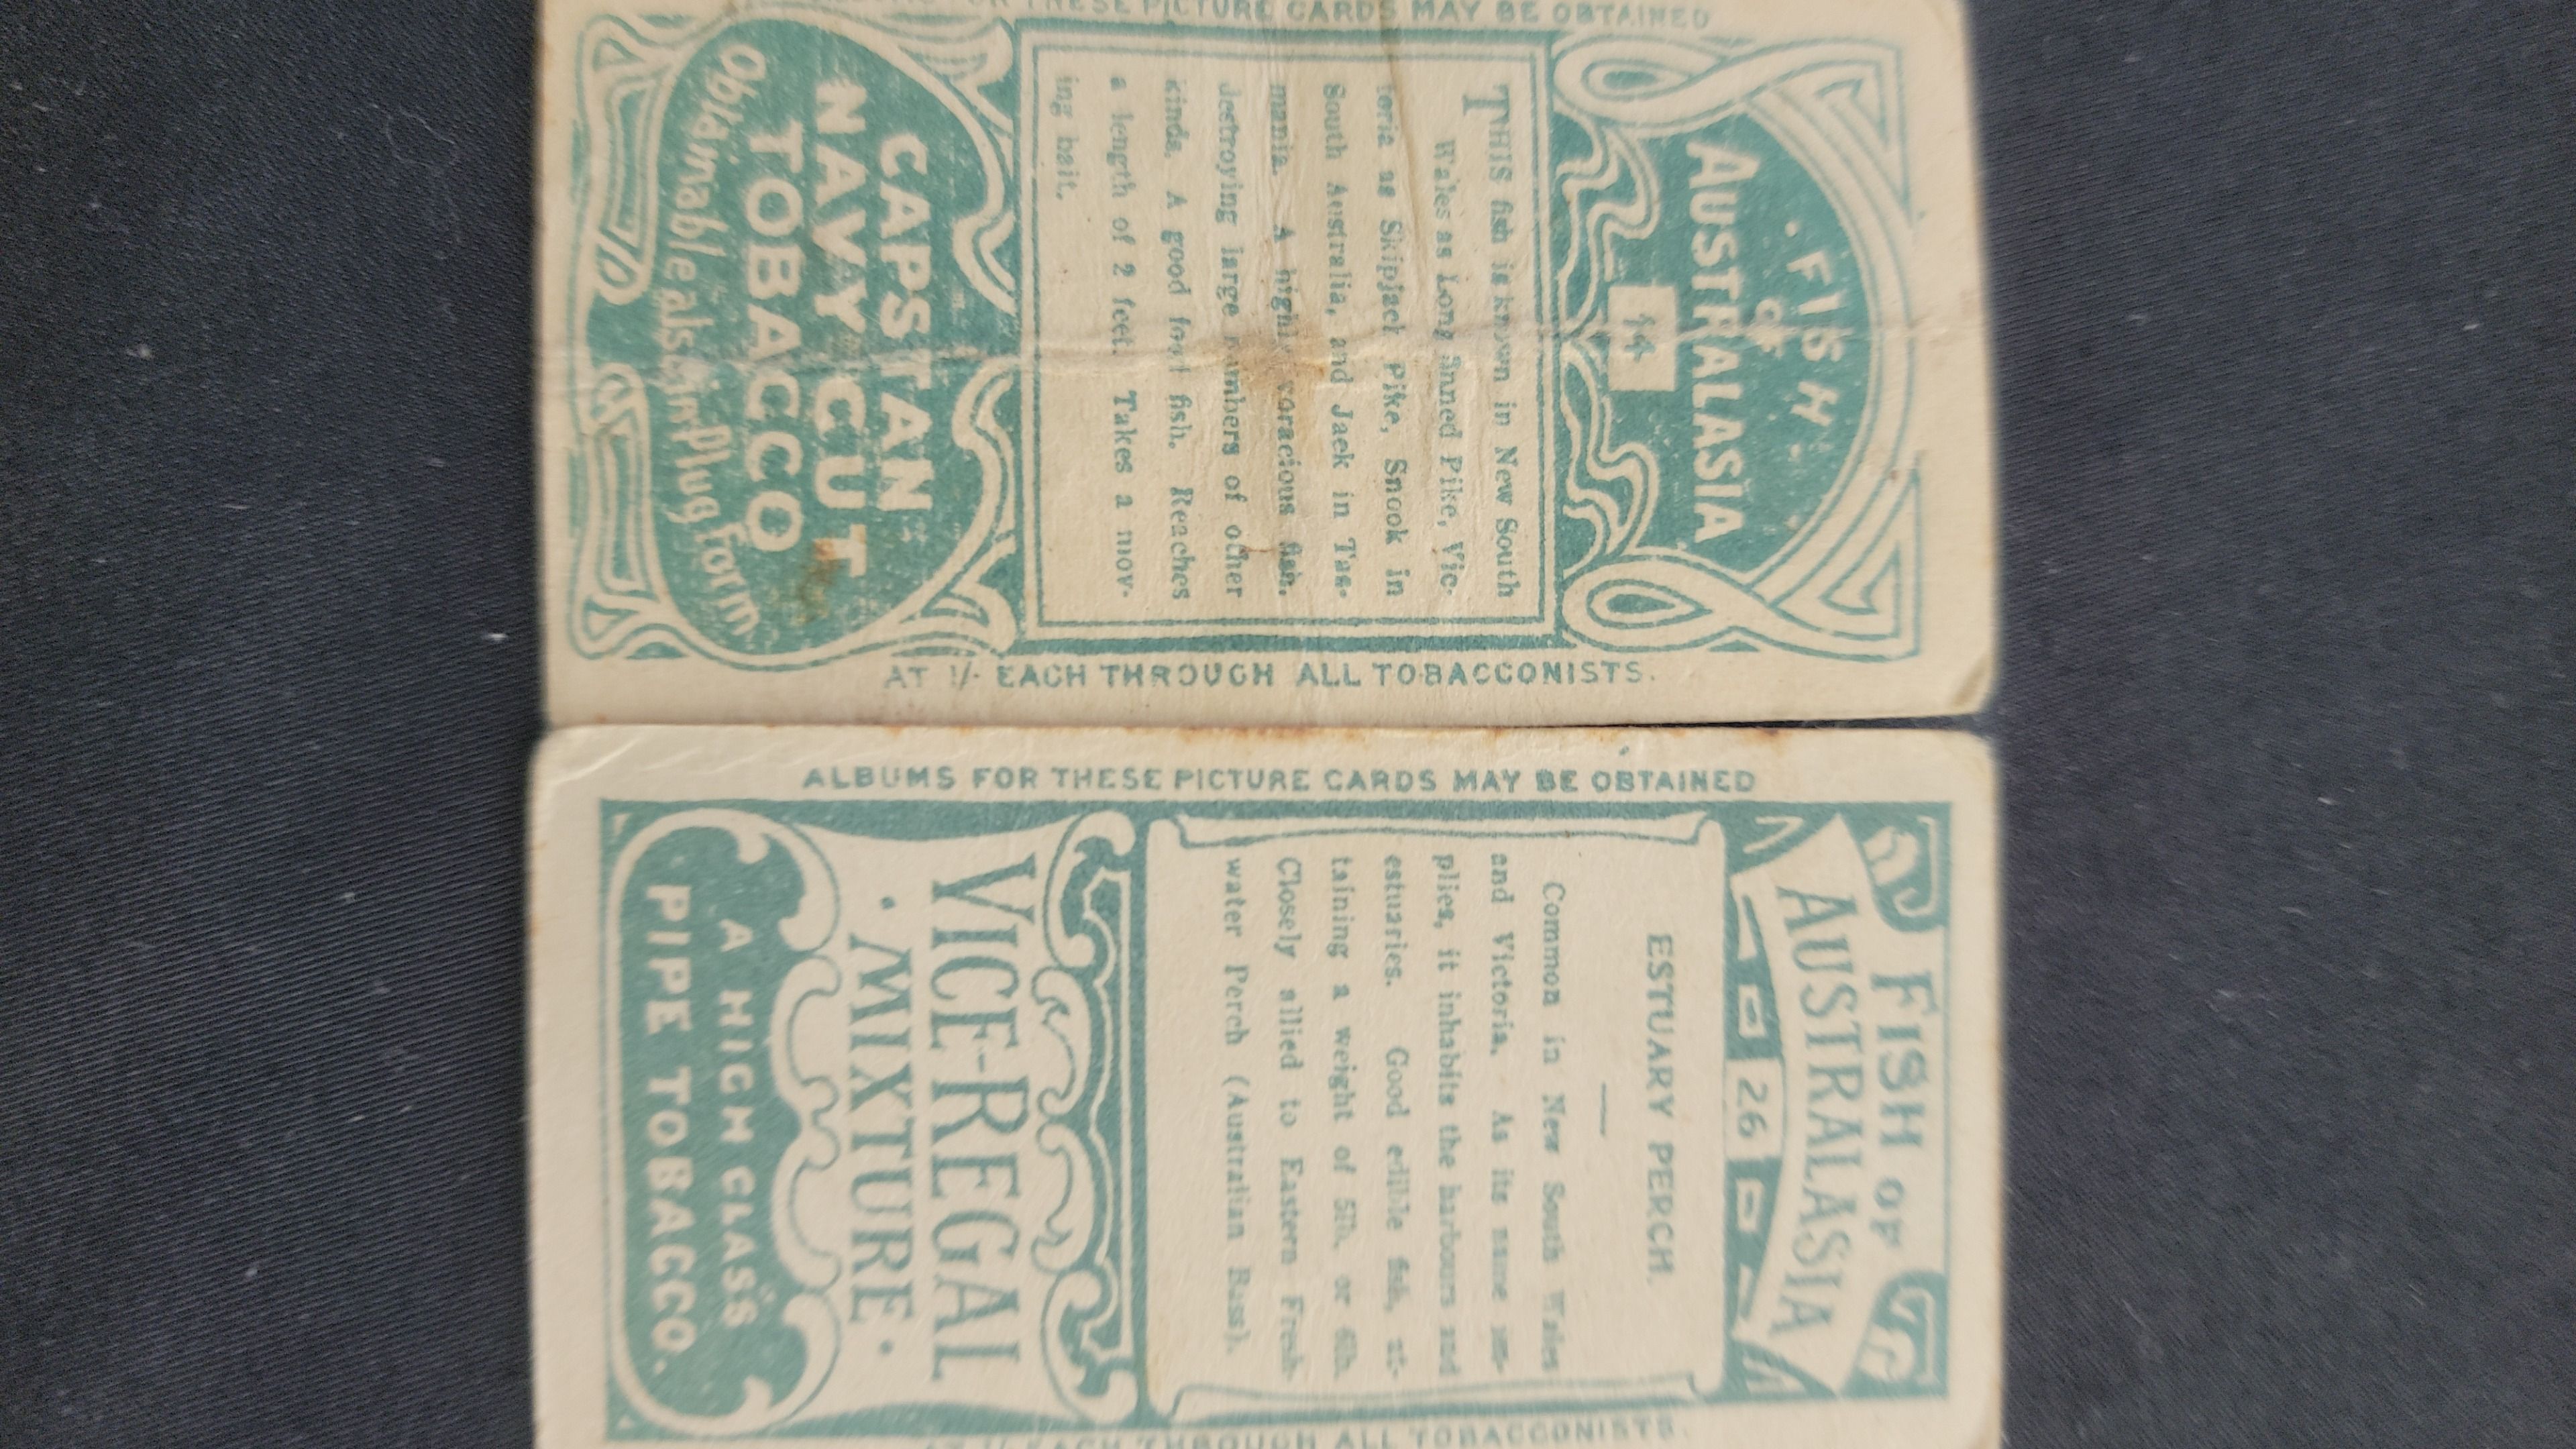 FOR THESE PICTURE CARDS MAY BE OBTAINED
· FISH ·
OF
AUSTRALASIA
44
THIS fish is known in New South
Wales as Long finned Pike, Vic-
toria as Skipjack Pike, Snook in
South Australia, and Jack in Tas-
mania. A highly voracious fish,
destroying large numbers of other
kinds. A good food fish. Reaches
a length of 2 feet. Takes a mov-
ing bait.
CAPSTAN
NAVY CUT
TOBACCO
Obtainable also in Plug form.
AT 1/- EACH THROUGH ALL TOBACCONISTS.
ALBUMS FOR THESE PICTURE CARDS MAY BE OBTAINED
FISH OF
AUSTRALASIA
26
ESTUARY PERCH.
Common in New South Wales
and Victoria. As its name im-
plies, it inhabits the harbours and
estuaries. Good edible fish, at-
taining a weight of 5lb. or 6lb.
Closely allied to Eastern Fresh-
water Perch (Australian Bass).
VICE-REGAL
· MIXTURE ·
A HIGH CLASS
PIPE TOBACCO.
AT 1/- EACH THROUGH ALL TOBACCONISTS.